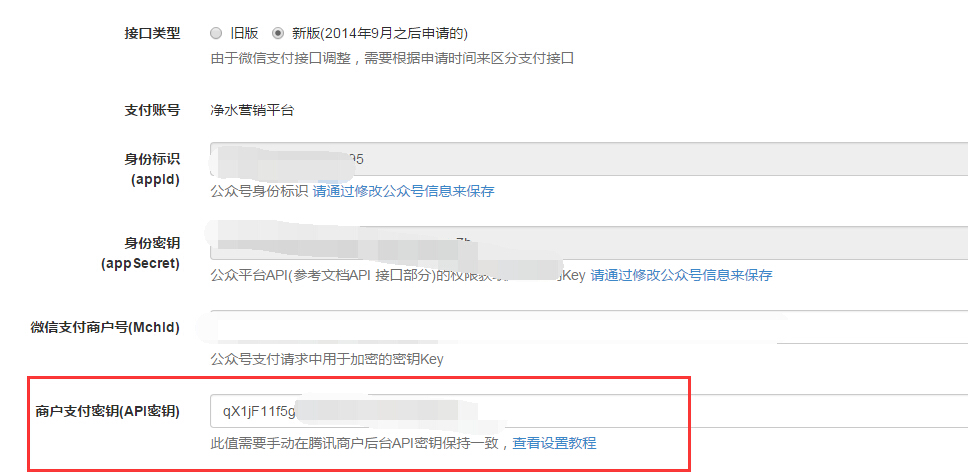 接口类型 旧版 新版(2014年9月之后申请的)
由于微信支付接口调整，需要根据申请时间来区分支付接口
支付账号 净水营销平台
身份标识
(appId)
95
公众号身份标识 请通过修改公众号信息来保存
身份密钥
(appSecret)
公众平台API(参考文档API 接口部分)的权限获 Key 请通过修改公众号信息来保存
微信支付商户号(MchId)
公众号支付请求中用于加密的密钥Key
商户支付密钥(API密钥) qX1jF11f5g
此值需要手动在腾讯商户后台API密钥保持一致，查看设置教程